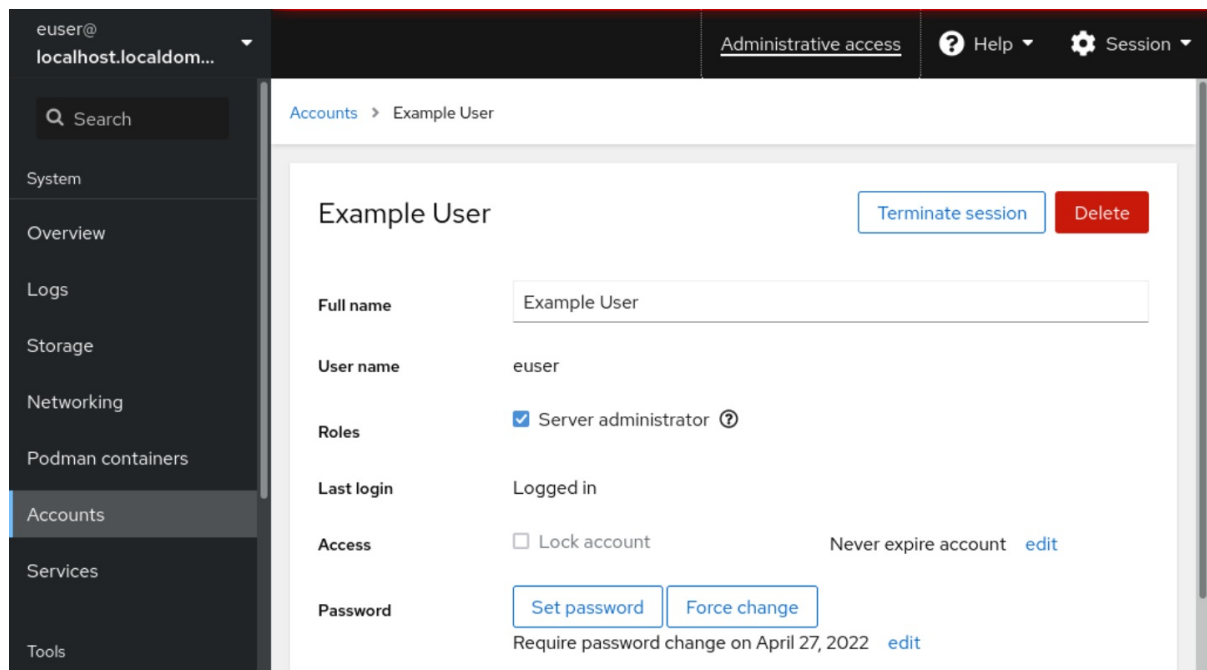 euser@
localhost.localdom...
Administrative access
Help
Session
Search
Accounts > Example User
System
Example User
Terminate session
Delete
Overview
Logs
Full name
Example User
Storage
User name
euser
Networking
Roles
Server administrator
Podman containers
Last login
Logged in
Accounts
Access
Lock account
Never expire account edit
Services
Password
Set password
Force change
Require password change on April 27, 2022 edit
Tools